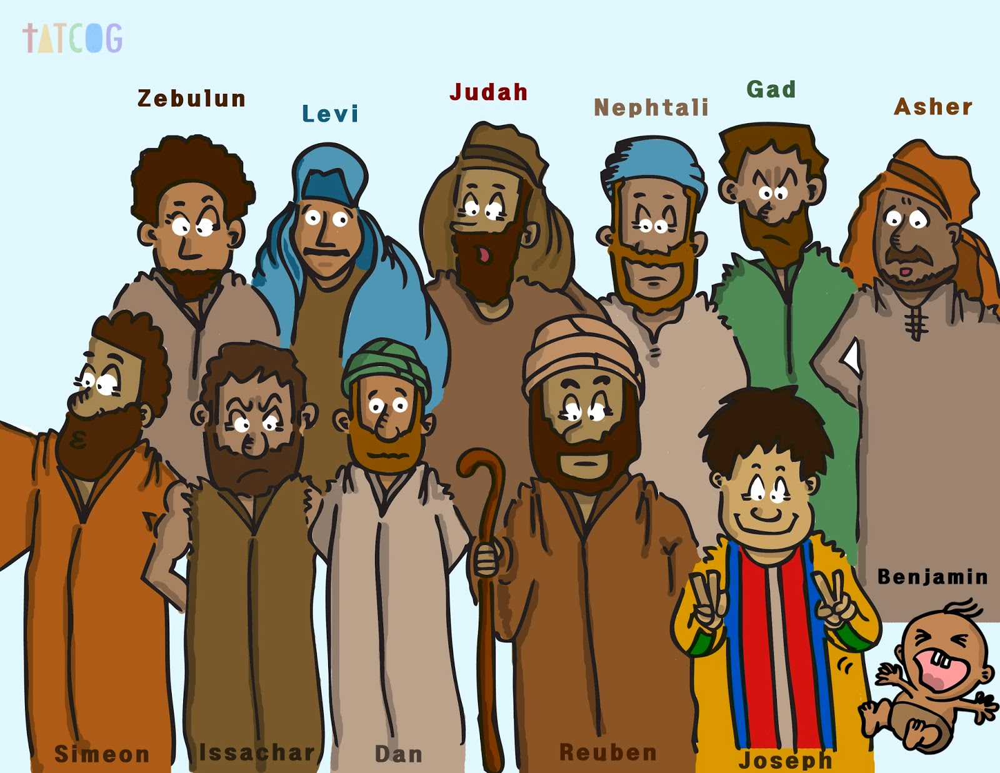 tATCOG
Zebulun
Levi
Judah
Nephtali
Gad
Asher
Benjamin
Simeon
Issachar
Dan
Reuben
Joseph